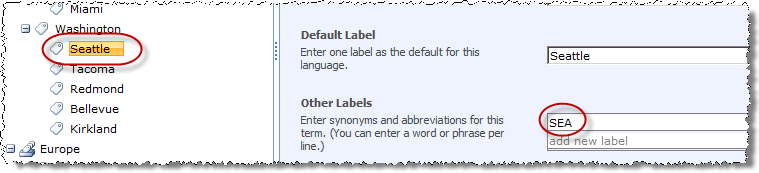 Miami
Washington
Seattle
Tacoma
Redmond
Bellevue
Kirkland
Europe
Default Label
Enter one label as the default for this
language.
Seattle
Other Labels
Enter synonyms and abbreviations for this
term. (You can enter a word or phrase per
line.)
SEA
add new label